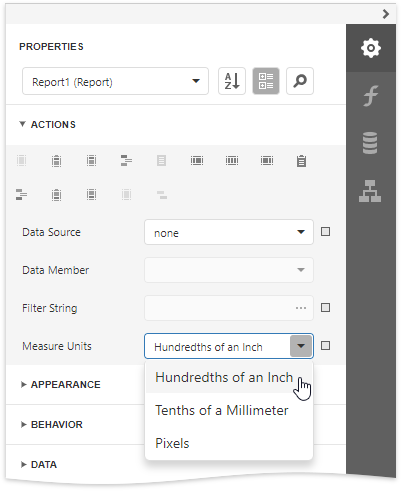 PROPERTIES
Report1 (Report)
A
Z
ACTIONS
Data Source
none
Data Member
Filter String
...
Measure Units
Hundredths of an Inch
Hundredths of an Inch
Tenths of a Millimeter
Pixels
APPEARANCE
BEHAVIOR
DATA